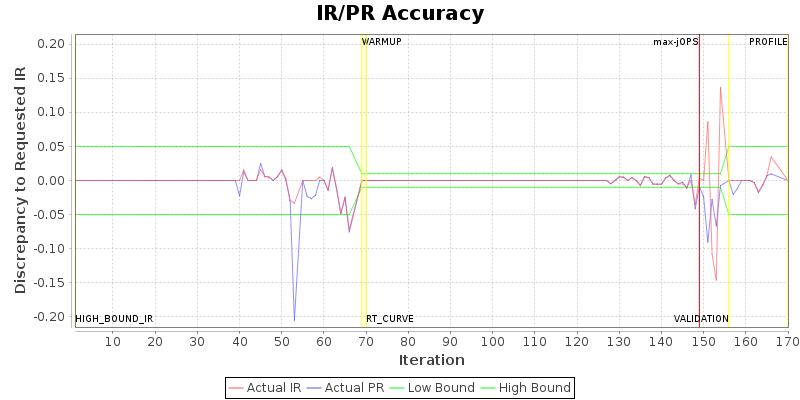 IR/PR Accuracy
Discrepancy to Requested IR
0.20
0.15
0.10
0.05
0.00
-0.05
-0.10
-0.15
-0.20
WARMUP
max-jOPS
PROFILE
HIGH_BOUND_IR
RT_CURVE
VALIDATION
10 20 30 40 50 60 70 80 90 100 110 120 130 140 150 160 170
Iteration
Actual IR Actual PR Low Bound High Bound